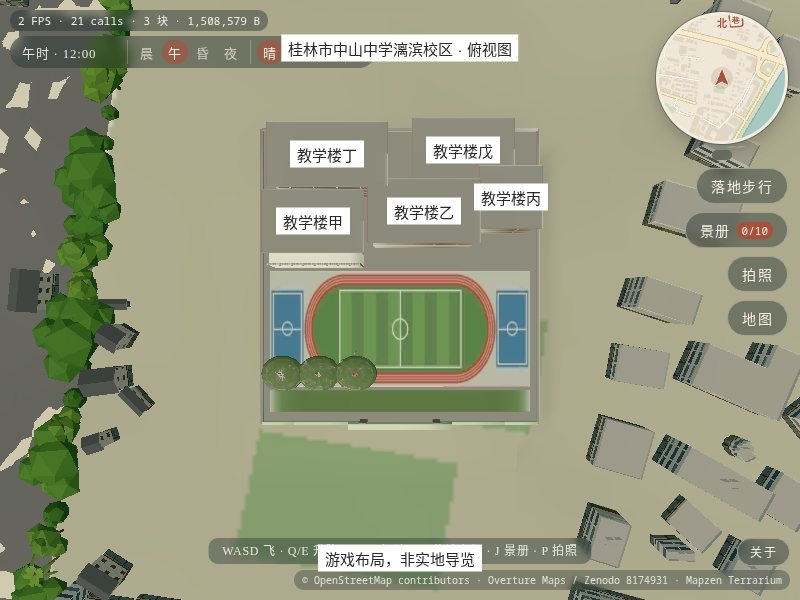 2 FPS · 21 calls · 3 块 · 1,508,579 B
午时 · 12:00 晨 午 昏 夜 晴
桂林市中山中学漓滨校区 · 俯视图
北
巷
落地步行
景册 0/10
拍照
地图
教学楼丁
教学楼戊
教学楼丙
教学楼甲
教学楼乙
WASD 飞 · Q/E 升 · J 景册 · P 拍照
游戏布局，非实地导览
关于
© OpenStreetMap contributors · Overture Maps / Zenodo 8174931 · Mapzen Terrarium